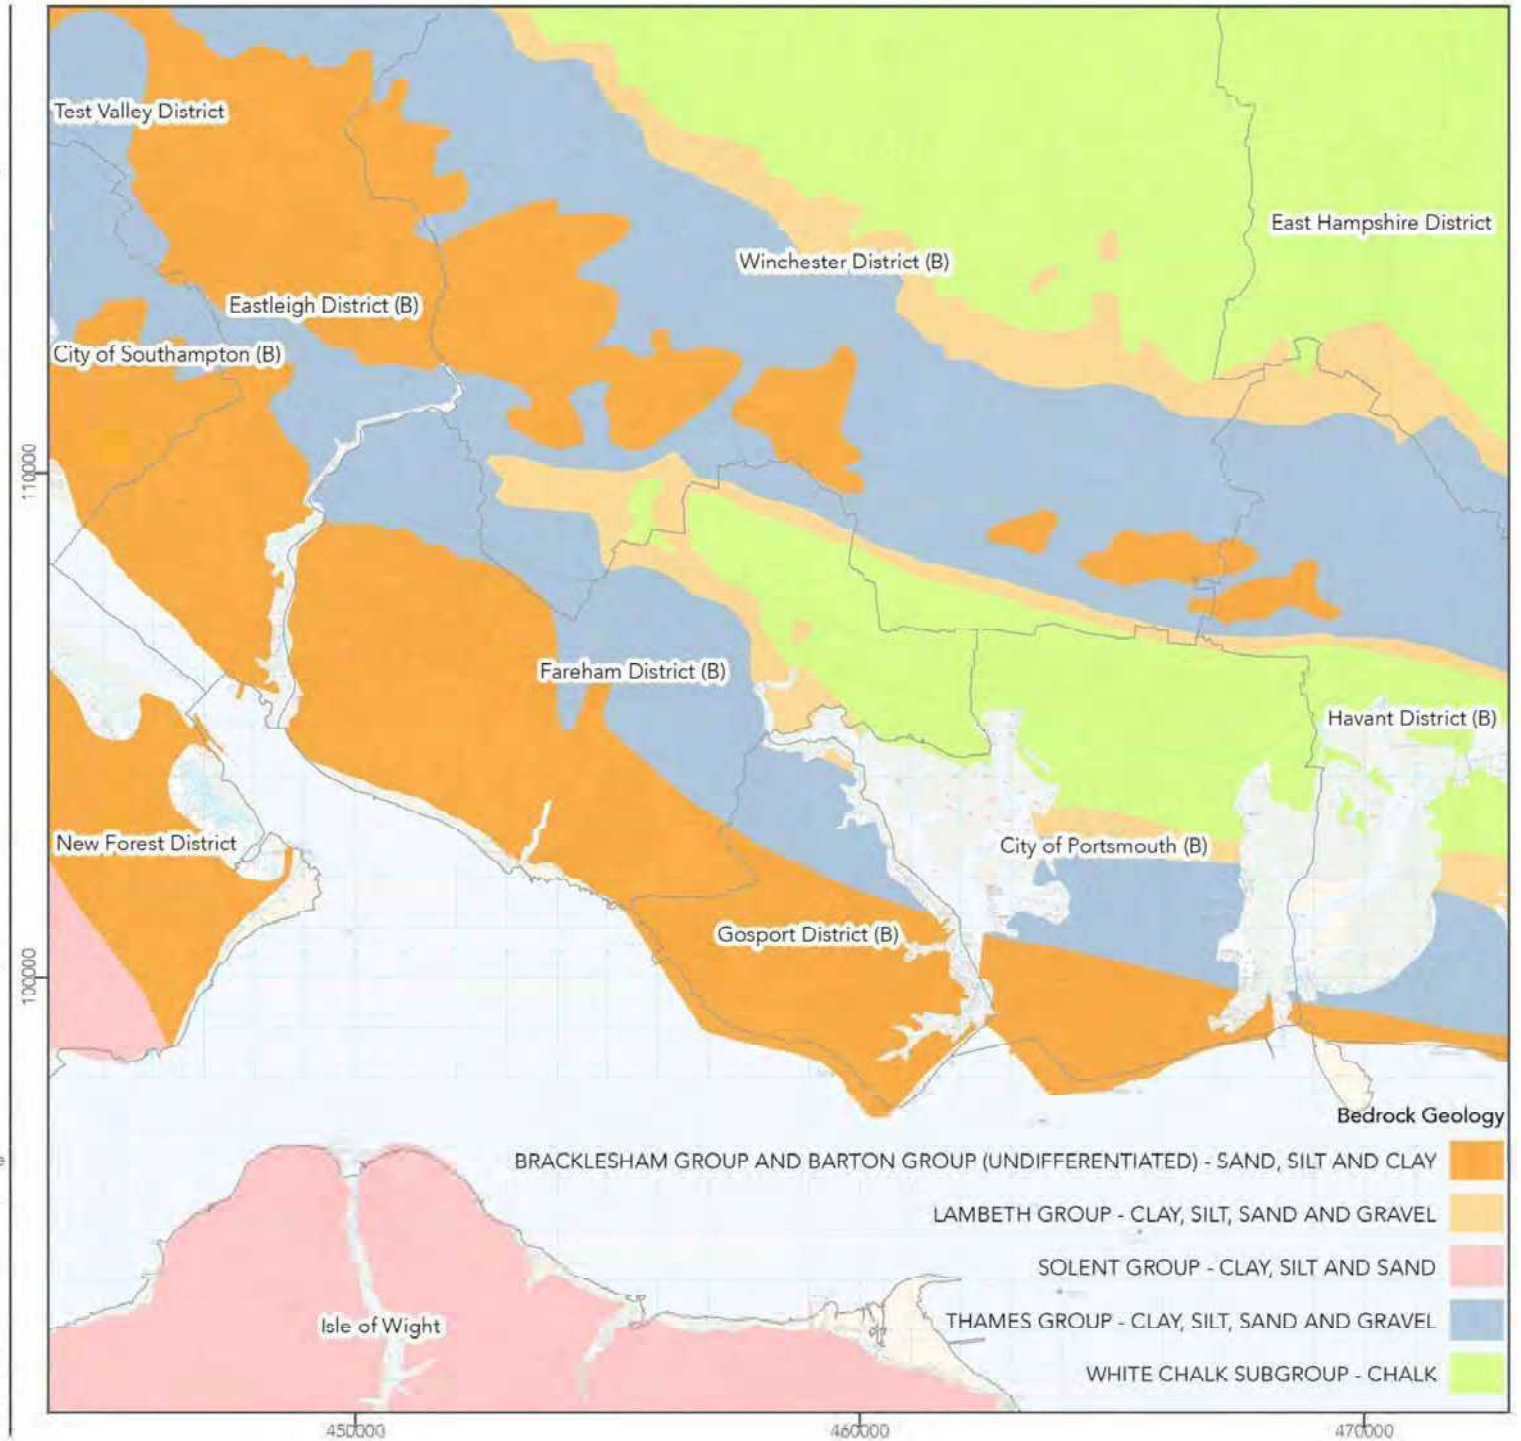 Test Valley District
East Hampshire District
Winchester District (B)
Eastleigh District (B)
City of Southampton (B)
110000
Fareham District (B)
Havant District (B)
New Forest District
City of Portsmouth (B)
Gosport District (B)
100000
Bedrock Geology
BRACKLESHAM GROUP AND BARTON GROUP (UNDIFFERENTIATED) - SAND, SILT AND CLAY
LAMBETH GROUP - CLAY, SILT, SAND AND GRAVEL
SOLENT GROUP - CLAY, SILT AND SAND
Isle of Wight
THAMES GROUP - CLAY, SILT, SAND AND GRAVEL
WHITE CHALK SUBGROUP - CHALK
450000
460000
470000